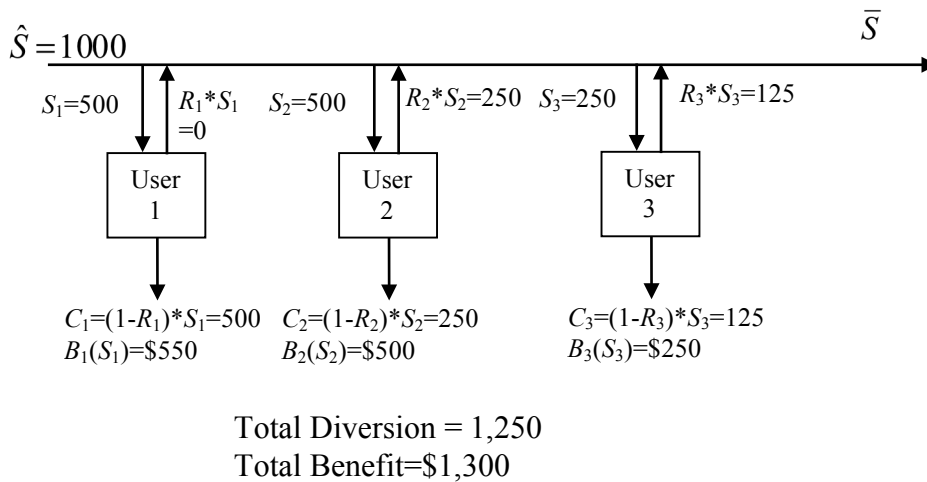 Ŝ =1000
S̄
S₁=500
R₁*S₁
=0
S₂=500
R₂*S₂=250
S₃=250
R₃*S₃=125
User
1
User
2
User
3
C₁=(1-R₁)*S₁=500
B₁(S₁)=$550
C₂=(1-R₂)*S₂=250
B₂(S₂)=$500
C₃=(1-R₃)*S₃=125
B₃(S₃)=$250
Total Diversion = 1,250
Total Benefit=$1,300